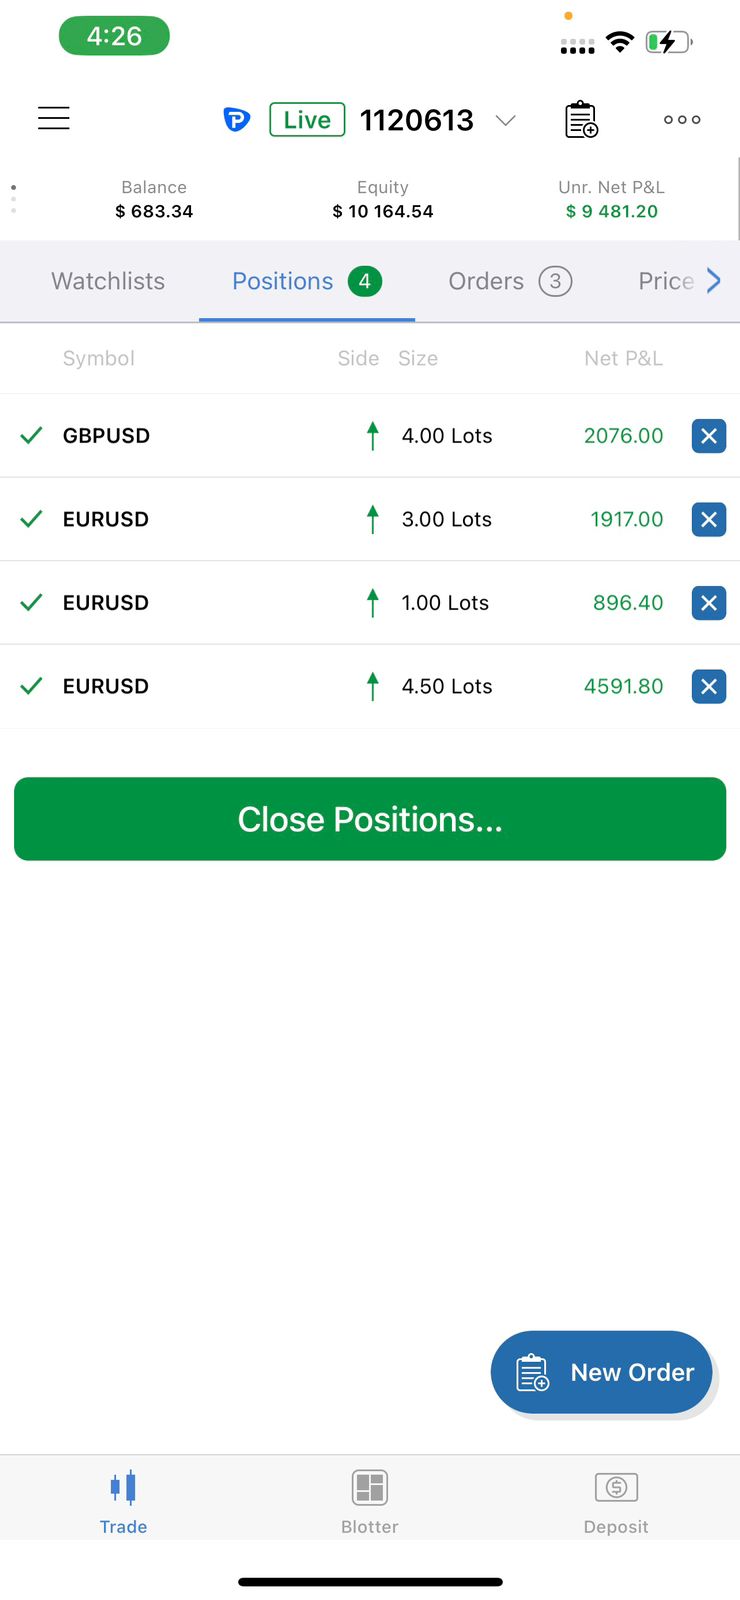 4:26
Live 1120613
Balance Equity Unr. Net P&L
$ 683.34 $ 10 164.54 $ 9 481.20
Watchlists Positions 4 Orders 3 Price
Symbol Side Size Net P&L
GBPUSD 4.00 Lots 2076.00
EURUSD 3.00 Lots 1917.00
EURUSD 1.00 Lots 896.40
EURUSD 4.50 Lots 4591.80
Close Positions...
New Order
Trade Blotter Deposit